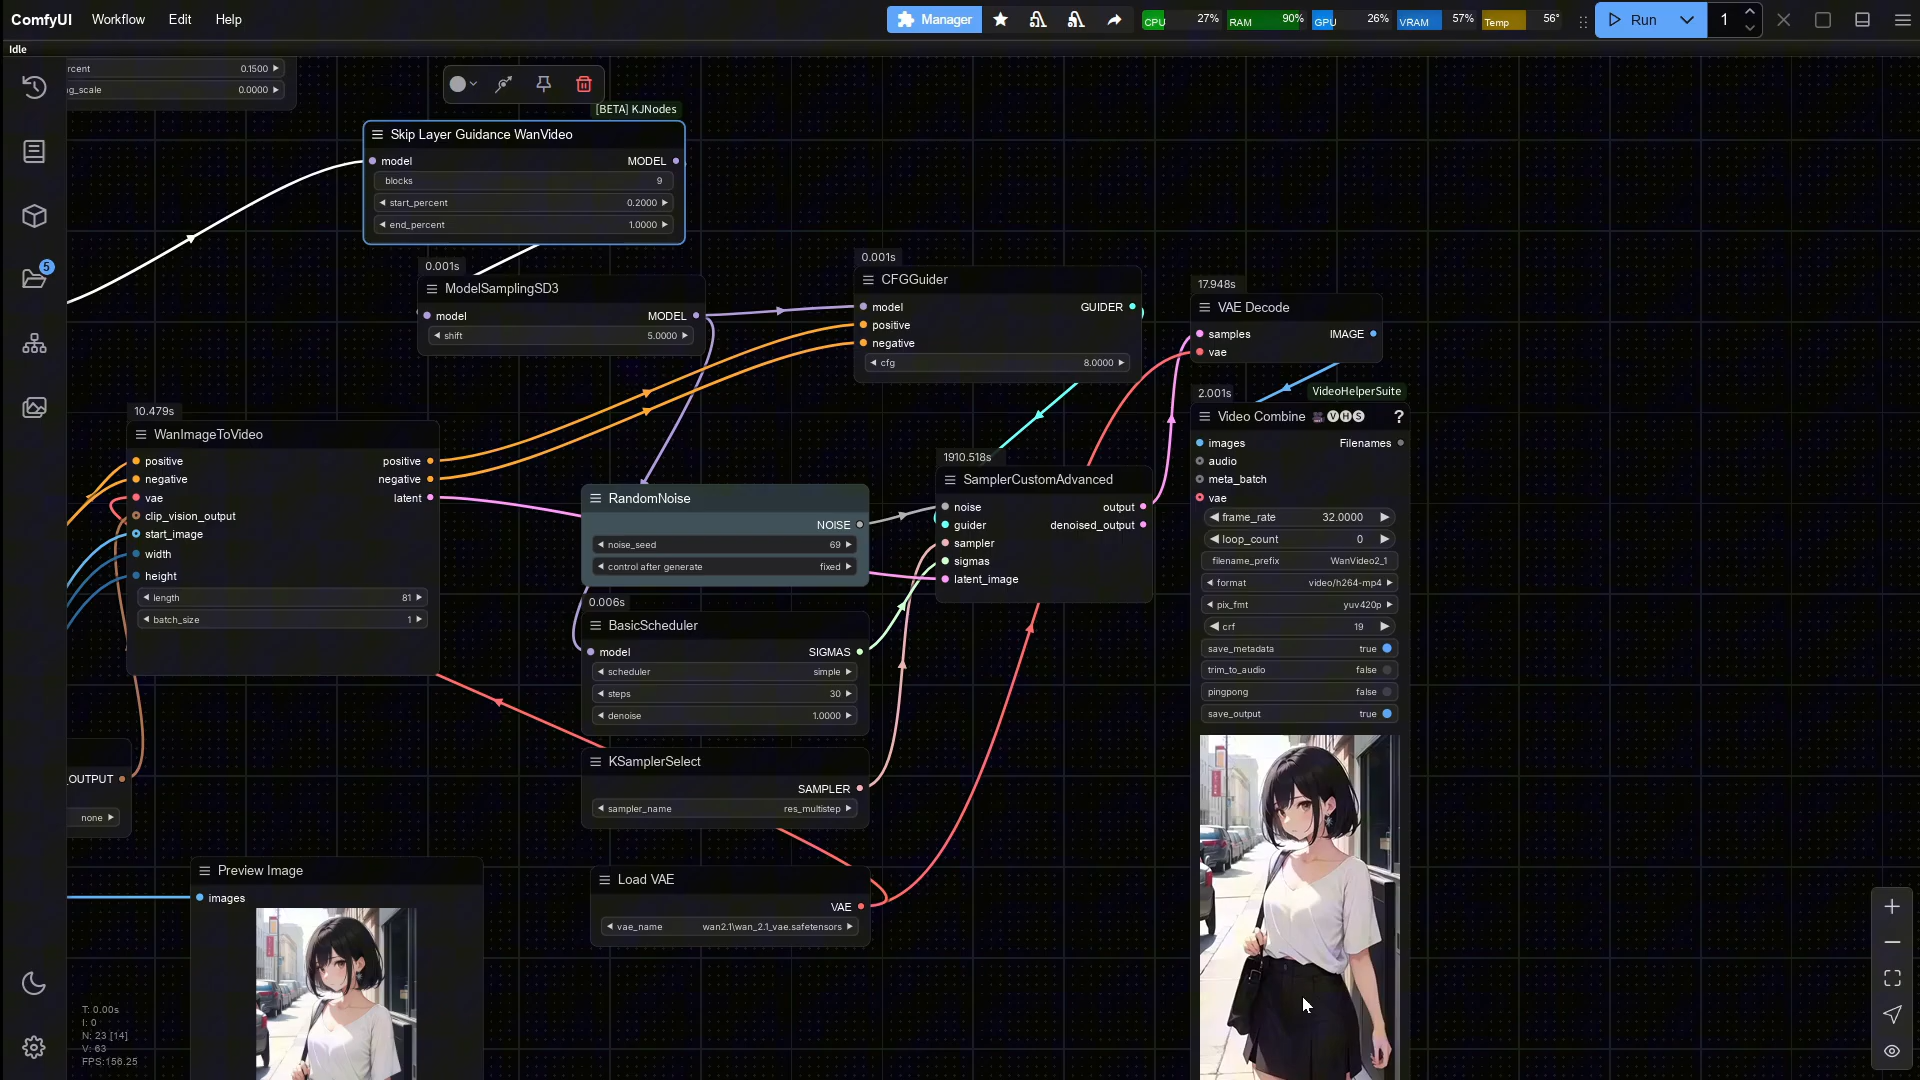 ComfyUI Workflow Edit Help
Manager
CPU 27% RAM 90% GPU 26% VRAM 57% Temp 56°
Run 1
Idle
5
rcent 0.1500
ng_scale 0.0000
[BETA] KJNodes
Skip Layer Guidance WanVideo
model MODEL
blocks 9
start_percent 0.2000
end_percent 1.0000
0.001s
ModelSamplingSD3
model MODEL
shift 5.0000
0.001s
CFGGuider
model GUIDER
positive
negative
cfg 8.0000
17.948s
VAE Decode
samples IMAGE
vae
10.479s
WanImageToVideo
positive positive
negative negative
vae latent
clip_vision_output
start_image
width
height
length 81
batch_size 1
RandomNoise
NOISE
noise_seed 69
control after generate fixed
0.006s
BasicScheduler
model SIGMAS
scheduler simple
steps 30
denoise 1.0000
KSamplerSelect
SAMPLER
sampler_name res_multistep
Load VAE
VAE
vae_name wan2.1\wan_2.1_vae.safetensors
1910.518s
SamplerCustomAdvanced
noise output
guider denoised_output
sampler
sigmas
latent_image
2.001s VideoHelperSuite
Video Combine VHS ?
images Filenames
audio
meta_batch
vae
frame_rate 32.0000
loop_count 0
filename_prefix WanVideo2_1
format video/h264-mp4
pix_fmt yuv420p
crf 19
save_metadata true
trim_to_audio false
pingpong false
save_output true
_OUTPUT
none
Preview Image
images
T: 0.00s
I: 0
N: 23 [14]
V: 63
FPS:156.25